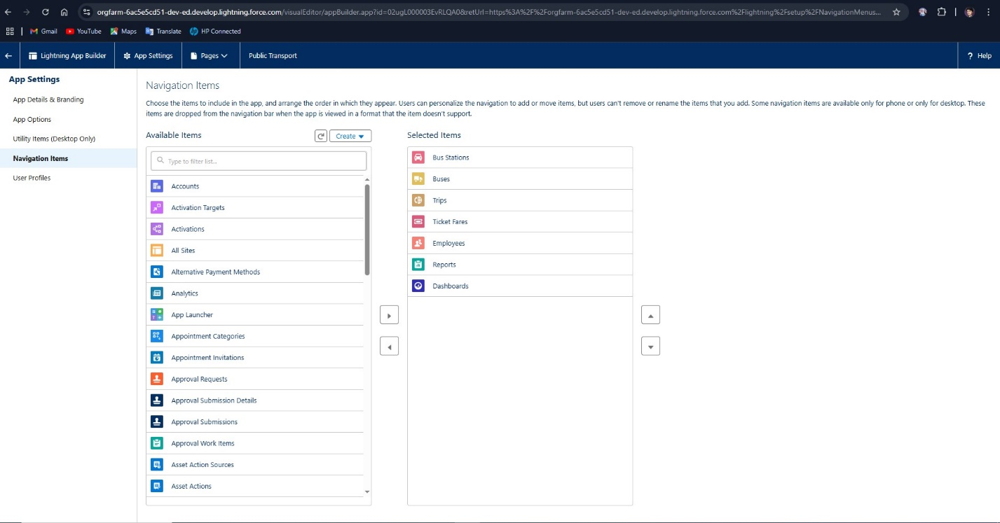 orgfarm-6ac5e5cd51-dev-ed.develop.lightning.force.com/visualEditor/appBuilder.app?id=02ugL000003EvRLQA0&retUrl=https%3A%2F%2Forgfarm-6ac5e5cd51-dev-ed.develop.lightning.force.com%2Flightning%2Fsetup%2FNavigationMenus...
Gmail YouTube Maps Translate HP Connected
Lightning App Builder App Settings Pages Public Transport ? Help
App Settings
App Details & Branding
App Options
Utility Items (Desktop Only)
Navigation Items
User Profiles
Navigation Items
Choose the items to include in the app, and arrange the order in which they appear. Users can personalize the navigation to add or move items, but users can't remove or rename the items that you add. Some navigation items are available only for phone or only for desktop. These
items are dropped from the navigation bar when the app is viewed in a format that the item doesn't support.
Available Items
Create
Type to filter list...
Accounts
Activation Targets
Activations
All Sites
Alternative Payment Methods
Analytics
App Launcher
Appointment Categories
Appointment Invitations
Approval Requests
Approval Submission Details
Approval Submissions
Approval Work Items
Asset Action Sources
Asset Actions
Selected Items
Bus Stations
Buses
Trips
Ticket Fares
Employees
Reports
Dashboards